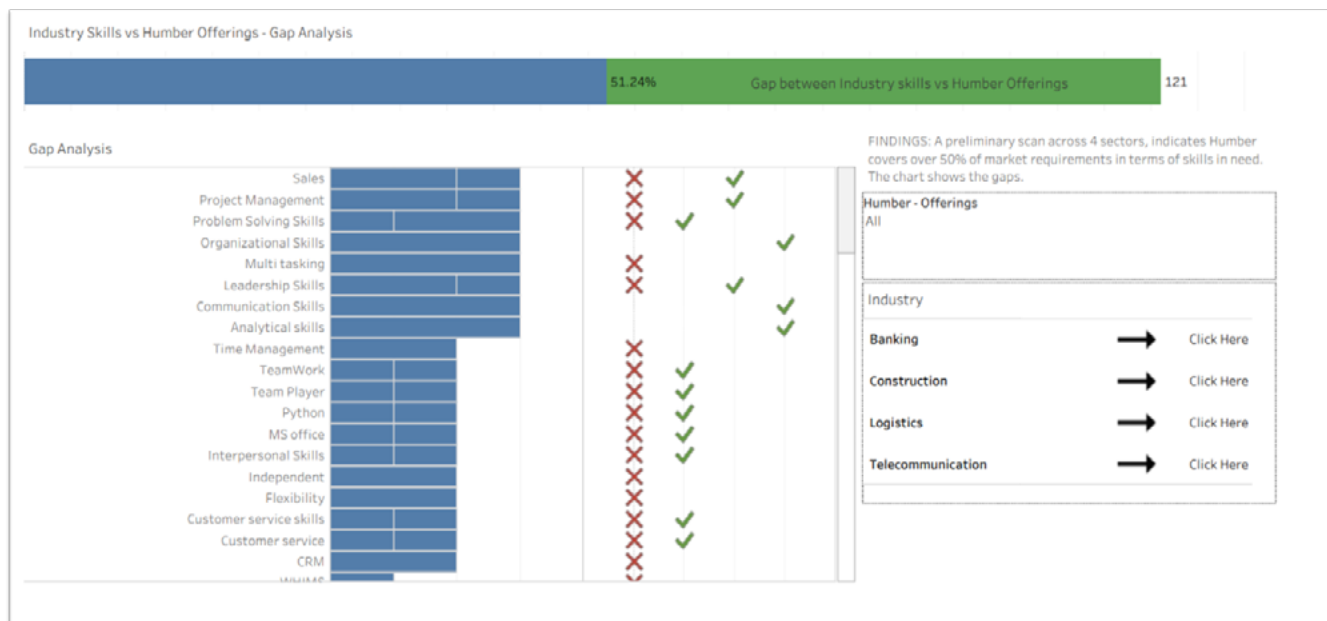 Industry Skills vs Humber Offerings - Gap Analysis
51.24%
Gap between Industry skills vs Humber Offerings
121
Gap Analysis
Sales
Project Management
Problem Solving Skills
Organizational Skills
Multi tasking
Leadership Skills
Communication Skills
Analytical skills
Time Management
TeamWork
Team Player
Python
MS office
Interpersonal Skills
Independent
Flexibility
Customer service skills
Customer service
CRM
FINDINGS: A preliminary scan across 4 sectors, indicates Humber
covers over 50% of market requirements in terms of skills in need.
The chart shows the gaps.
Humber - Offerings
All
Industry
Banking Click Here
Construction Click Here
Logistics Click Here
Telecommunication Click Here